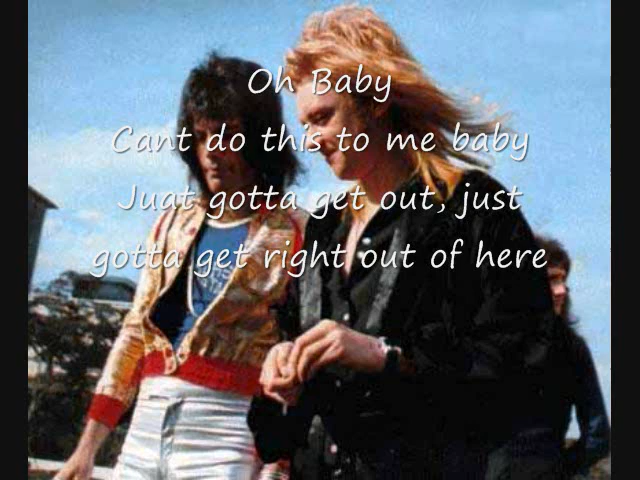 Oh Baby
Cant do this to me baby
Juat gotta get out, just
gotta get right out of here